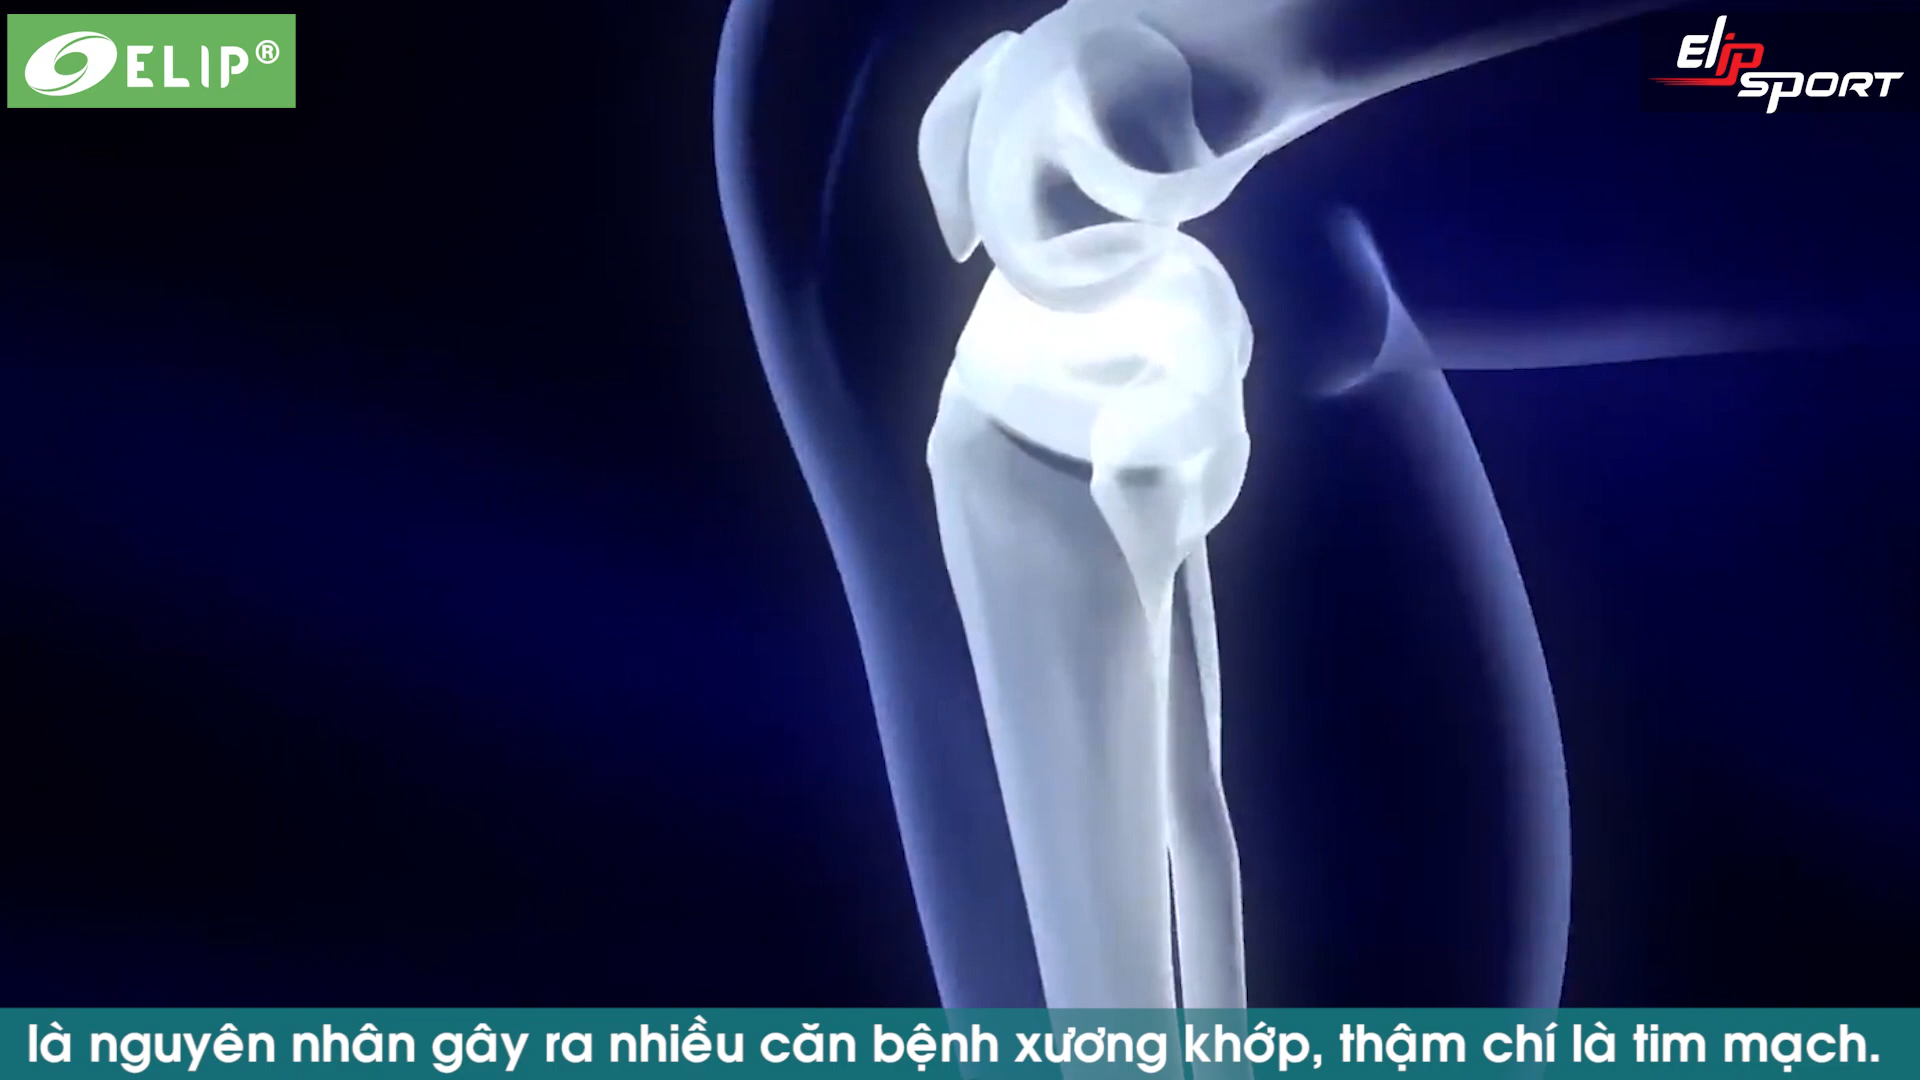 ELIP®
Elip
SPORT
là nguyên nhân gây ra nhiều căn bệnh xương khớp, thậm chí là tim mạch.